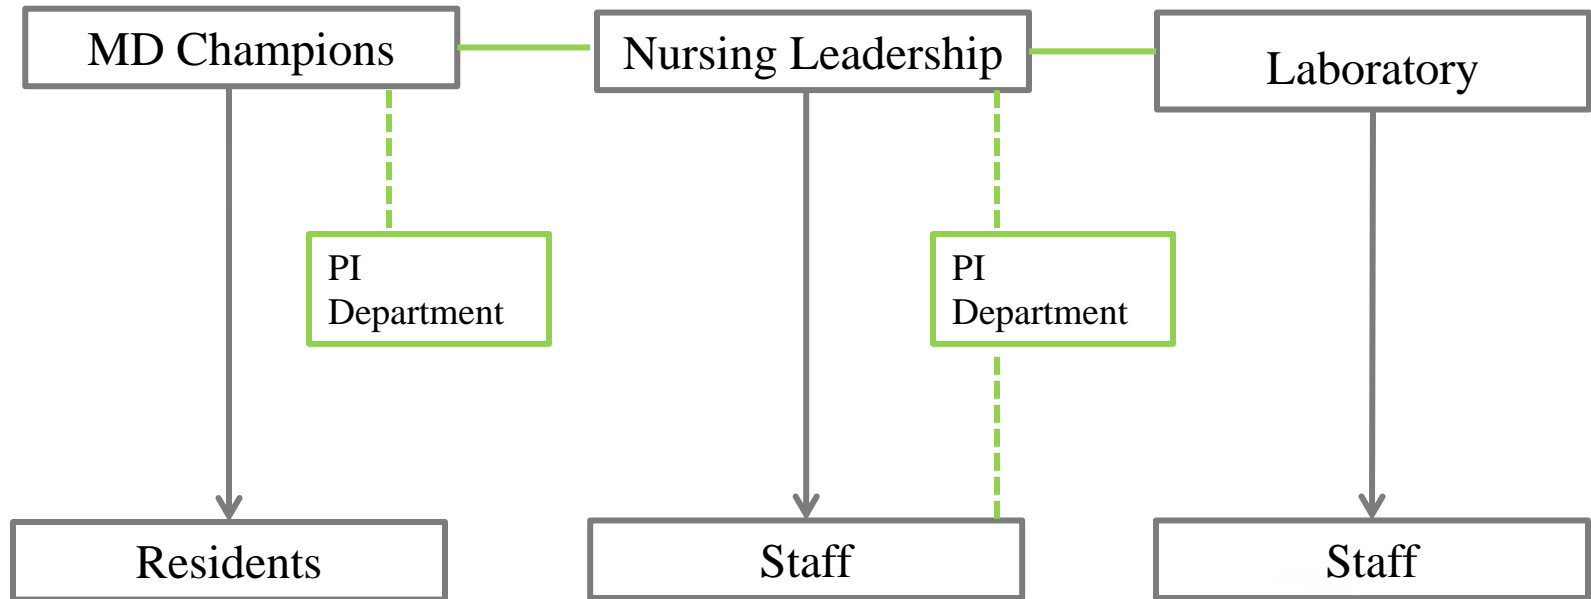 MD Champions
Nursing Leadership
Laboratory
PI
Department
PI
Department
Residents
Staff
Staff